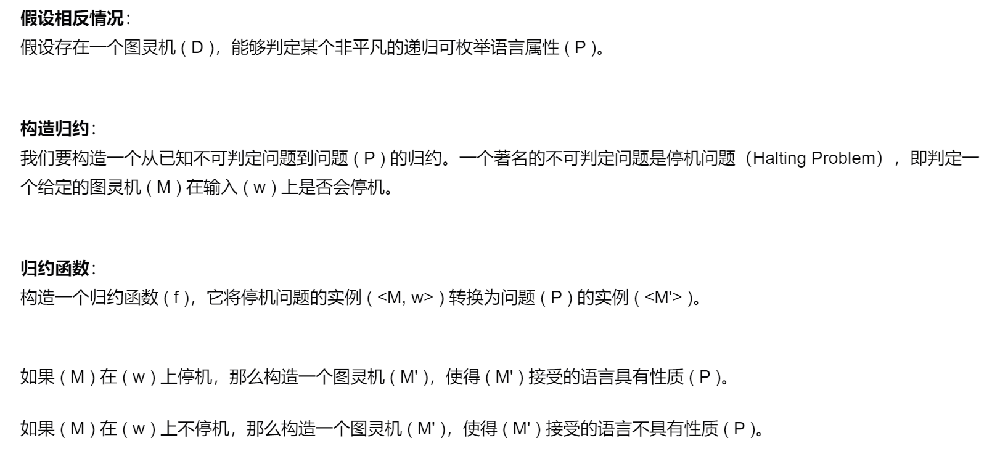 假设相反情况：
假设存在一个图灵机 ( D )，能够判定某个非平凡的递归可枚举语言属性 ( P )。
构造归约：
我们要构造一个从已知不可判定问题到问题 ( P ) 的归约。一个著名的不可判定问题是停机问题（Halting Problem），即判定一
个给定的图灵机 ( M ) 在输入 ( w ) 上是否会停机。
归约函数：
构造一个归约函数 ( f )，它将停机问题的实例 ( <M, w> ) 转换为问题 ( P ) 的实例 ( <M'> )。
如果 ( M ) 在 ( w ) 上停机，那么构造一个图灵机 ( M' )，使得 ( M' ) 接受的语言具有性质 ( P )。
如果 ( M ) 在 ( w ) 上不停机，那么构造一个图灵机 ( M' )，使得 ( M' ) 接受的语言不具有性质 ( P )。